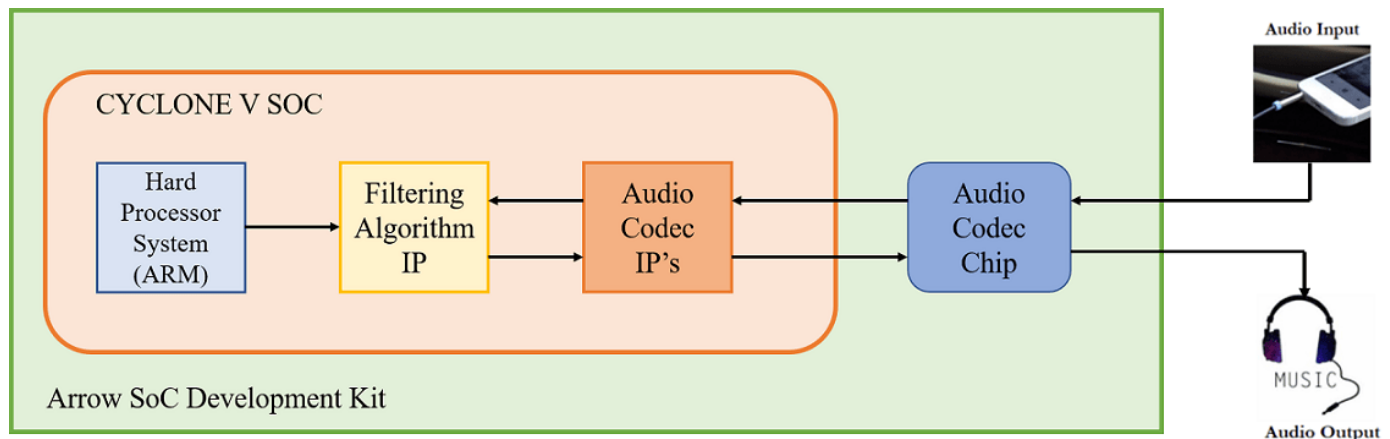 Audio Input
CYCLONE V SOC
Hard
Processor
System
(ARM)
Filtering
Algorithm
IP
Audio
Codec
IP's
Audio
Codec
Chip
MUSIC
Arrow SoC Development Kit
Audio Output